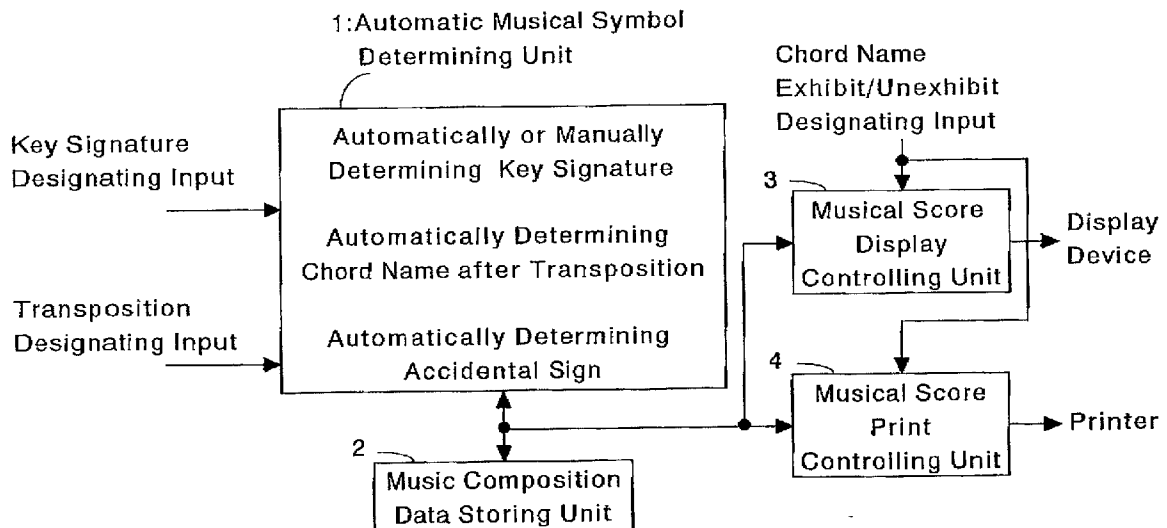 1:Automatic Musical Symbol
Determining Unit
Chord Name
Exhibit/Unexhibit
Designating Input
Key Signature
Designating Input
Automatically or Manually
Determining Key Signature
Automatically Determining
Chord Name after Transposition
Automatically Determining
Accidental Sign
Transposition
Designating Input
3
Musical Score
Display
Controlling Unit
Display
Device
4
Musical Score
Print
Controlling Unit
Printer
2
Music Composition
Data Storing Unit